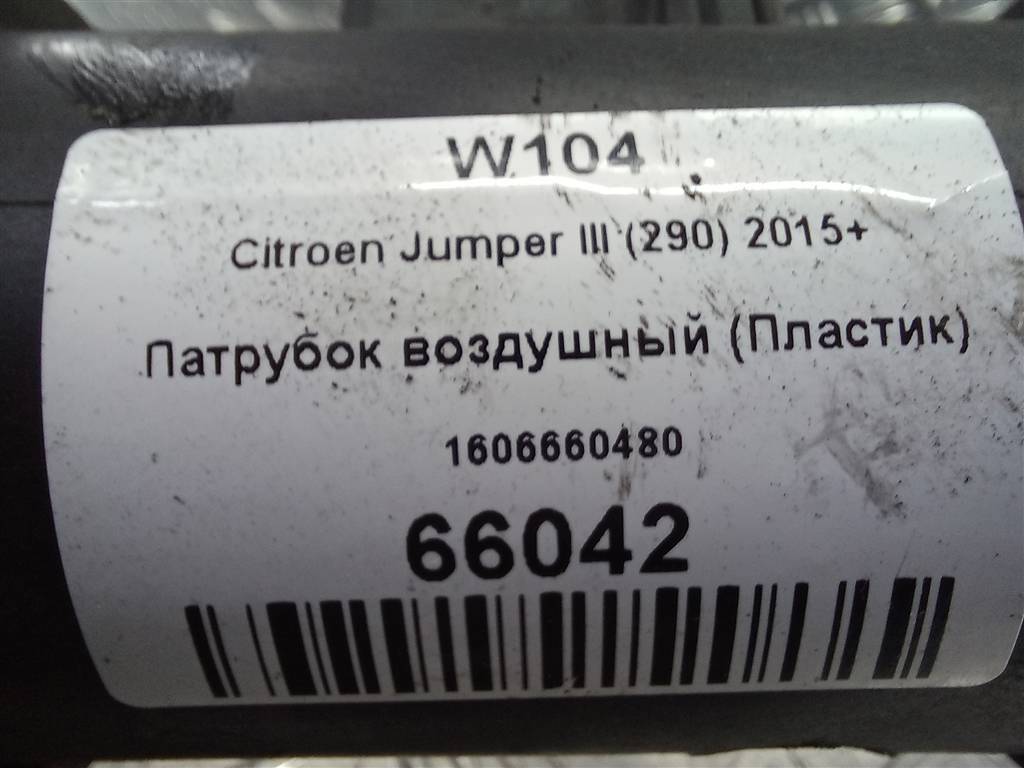 W104
Citroen Jumper III (290) 2015+
Патрубок воздушный (Пластик)
1606660480
66042